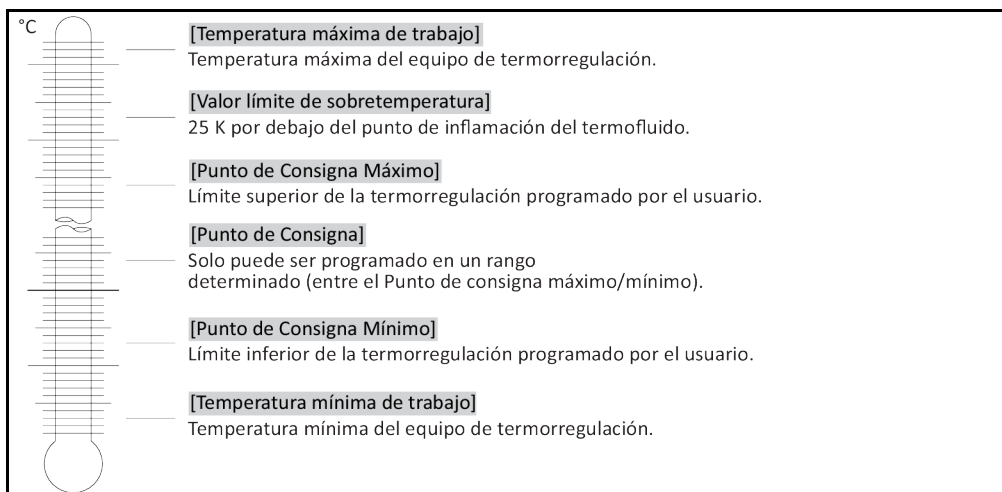 °C
[Temperatura máxima de trabajo]
Temperatura máxima del equipo de termorregulación.
[Valor límite de sobretemperatura]
25 K por debajo del punto de inflamación del termofluido.
[Punto de Consigna Máximo]
Límite superior de la termorregulación programado por el usuario.
[Punto de Consigna]
Solo puede ser programado en un rango
determinado (entre el Punto de consigna máximo/mínimo).
[Punto de Consigna Mínimo]
Límite inferior de la termorregulación programado por el usuario.
[Temperatura mínima de trabajo]
Temperatura mínima del equipo de termorregulación.